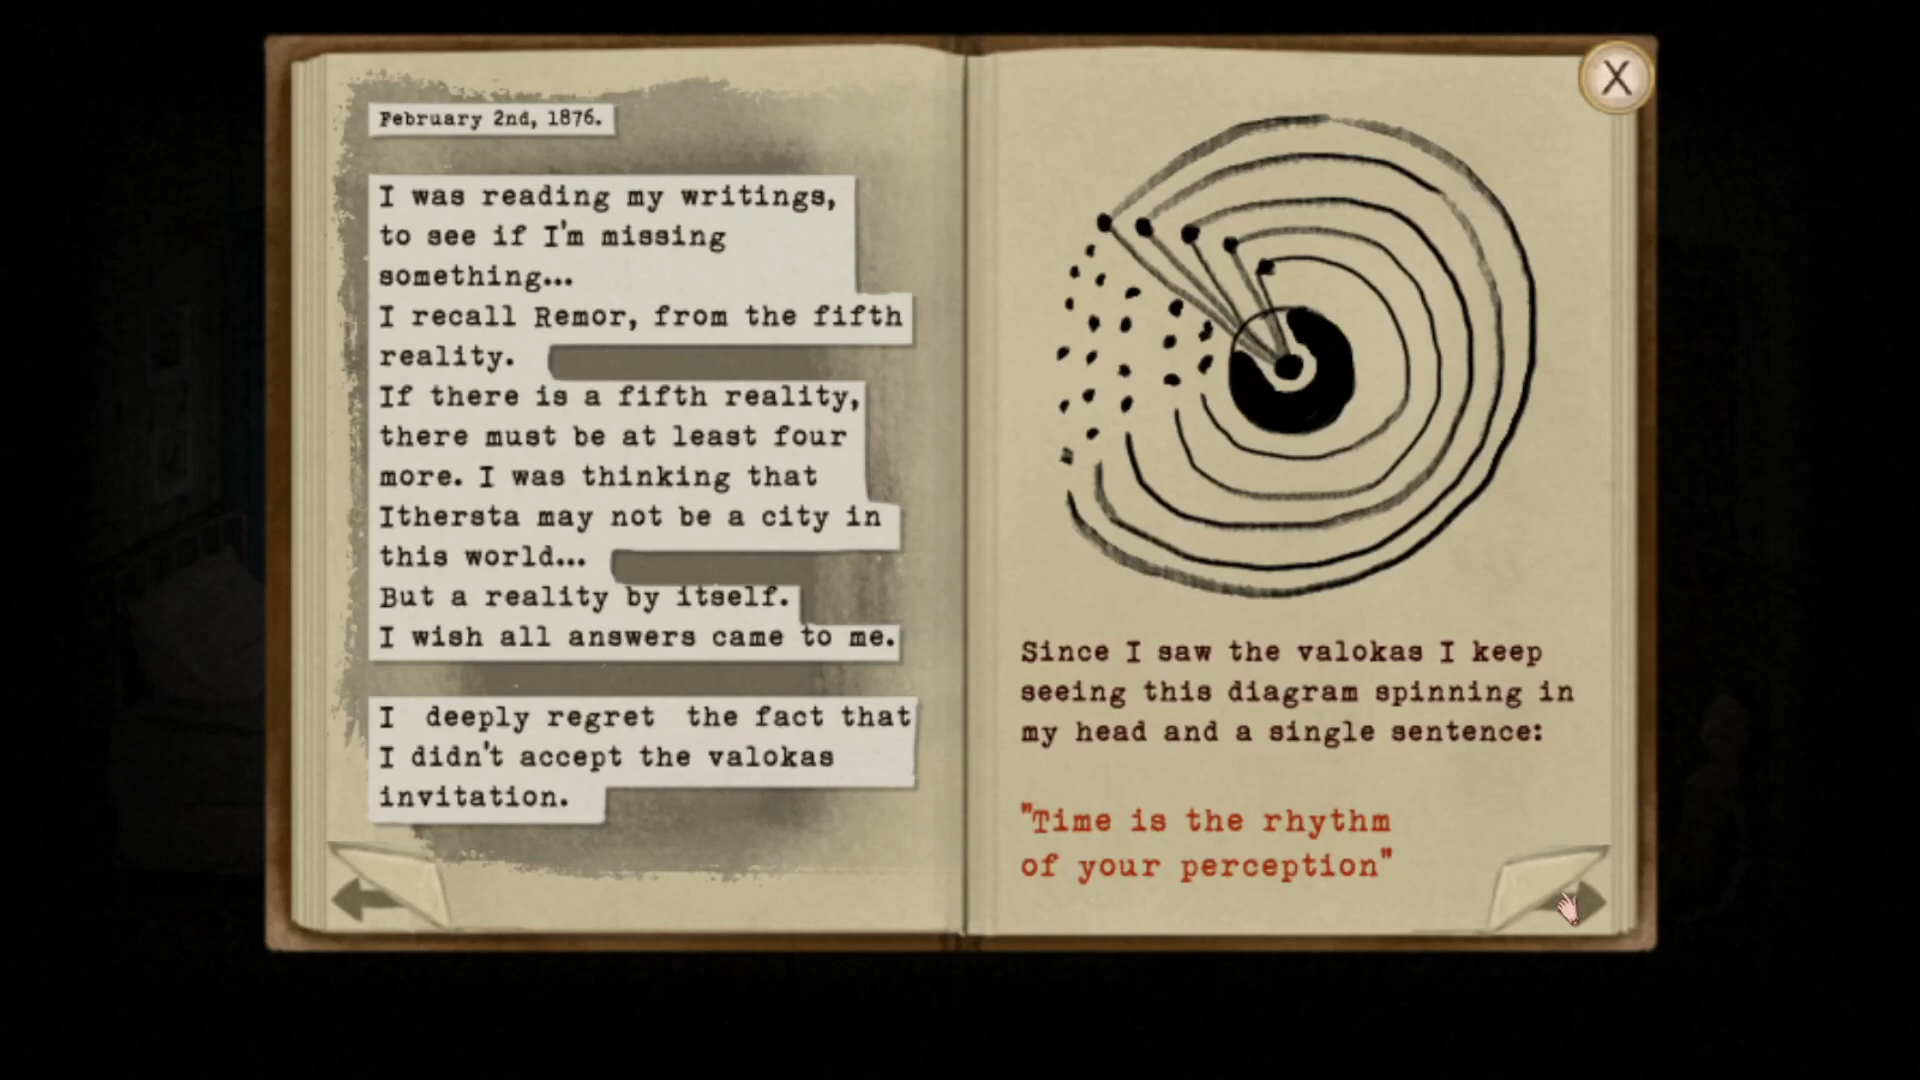 February 2nd, 1876.
I was reading my writings,
to see if I'm missing
something...
I recall Remor, from the fifth
reality.
If there is a fifth reality,
there must be at least four
more. I was thinking that
Ithersta may not be a city in
this world...
But a reality by itself.
I wish all answers came to me.
I deeply regret the fact that
I didn't accept the valokas
invitation.
X
Since I saw the valokas I keep
seeing this diagram spinning in
my head and a single sentence:
"Time is the rhythm
of your perception"